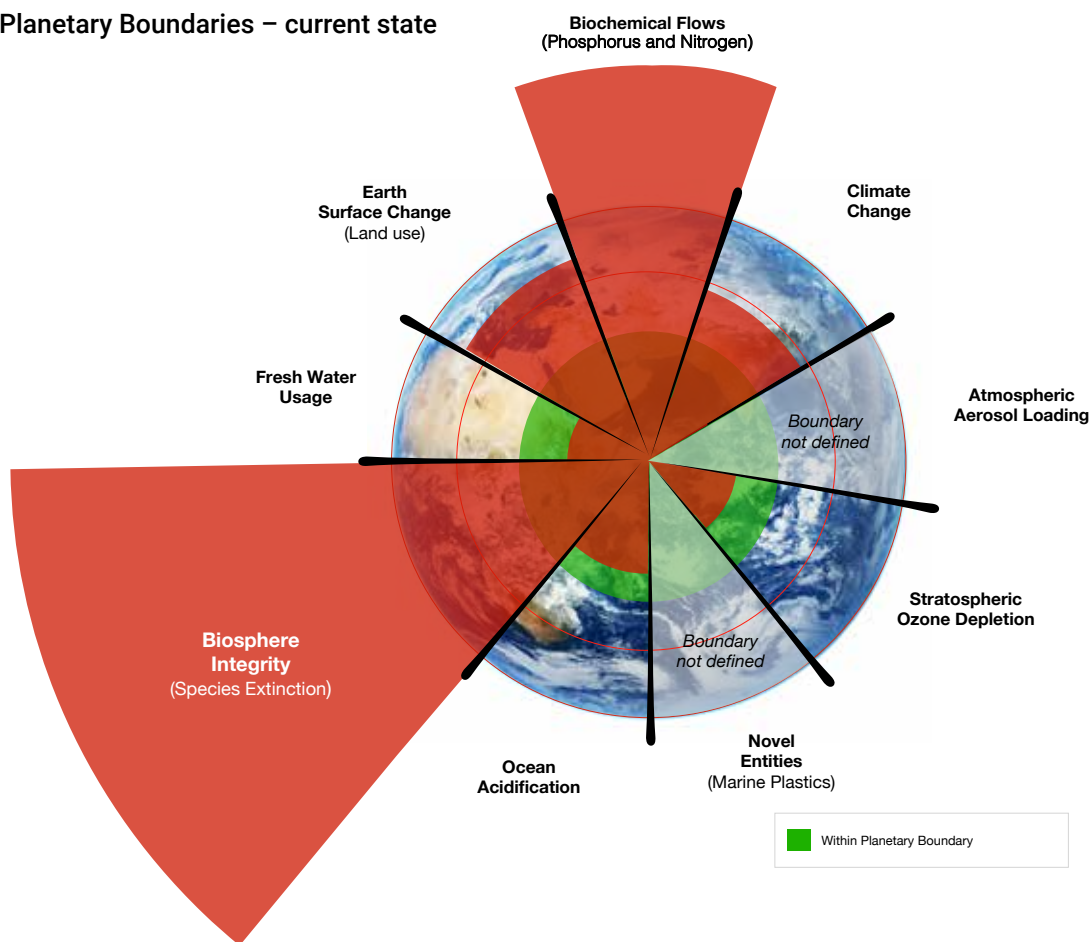 Planetary Boundaries – current state
Biochemical Flows
(Phosphorus and Nitrogen)
Earth
Surface Change
(Land use)
Climate
Change
Fresh Water
Usage
Atmospheric
Aerosol Loading
Boundary
not defined
Stratospheric
Ozone Depletion
Biosphere
Integrity
(Species Extinction)
Boundary
not defined
Novel
Entities
(Marine Plastics)
Ocean
Acidification
Within Planetary Boundary